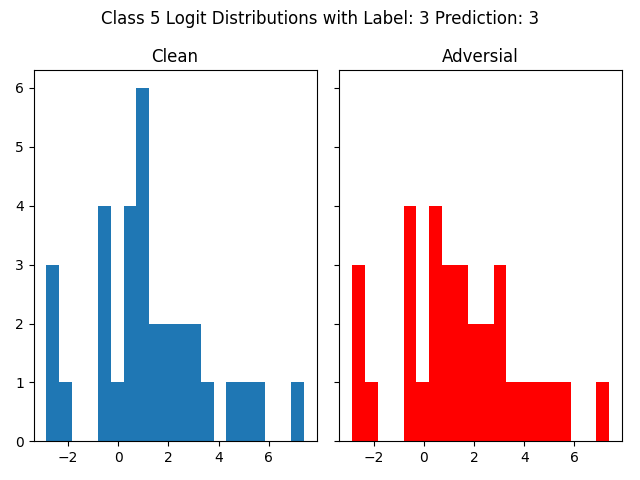 Class 5 Logit Distributions with Label: 3 Prediction: 3
Clean
Adversial
6
5
4
3
2
1
0
−2 0 2 4 6
−2 0 2 4 6